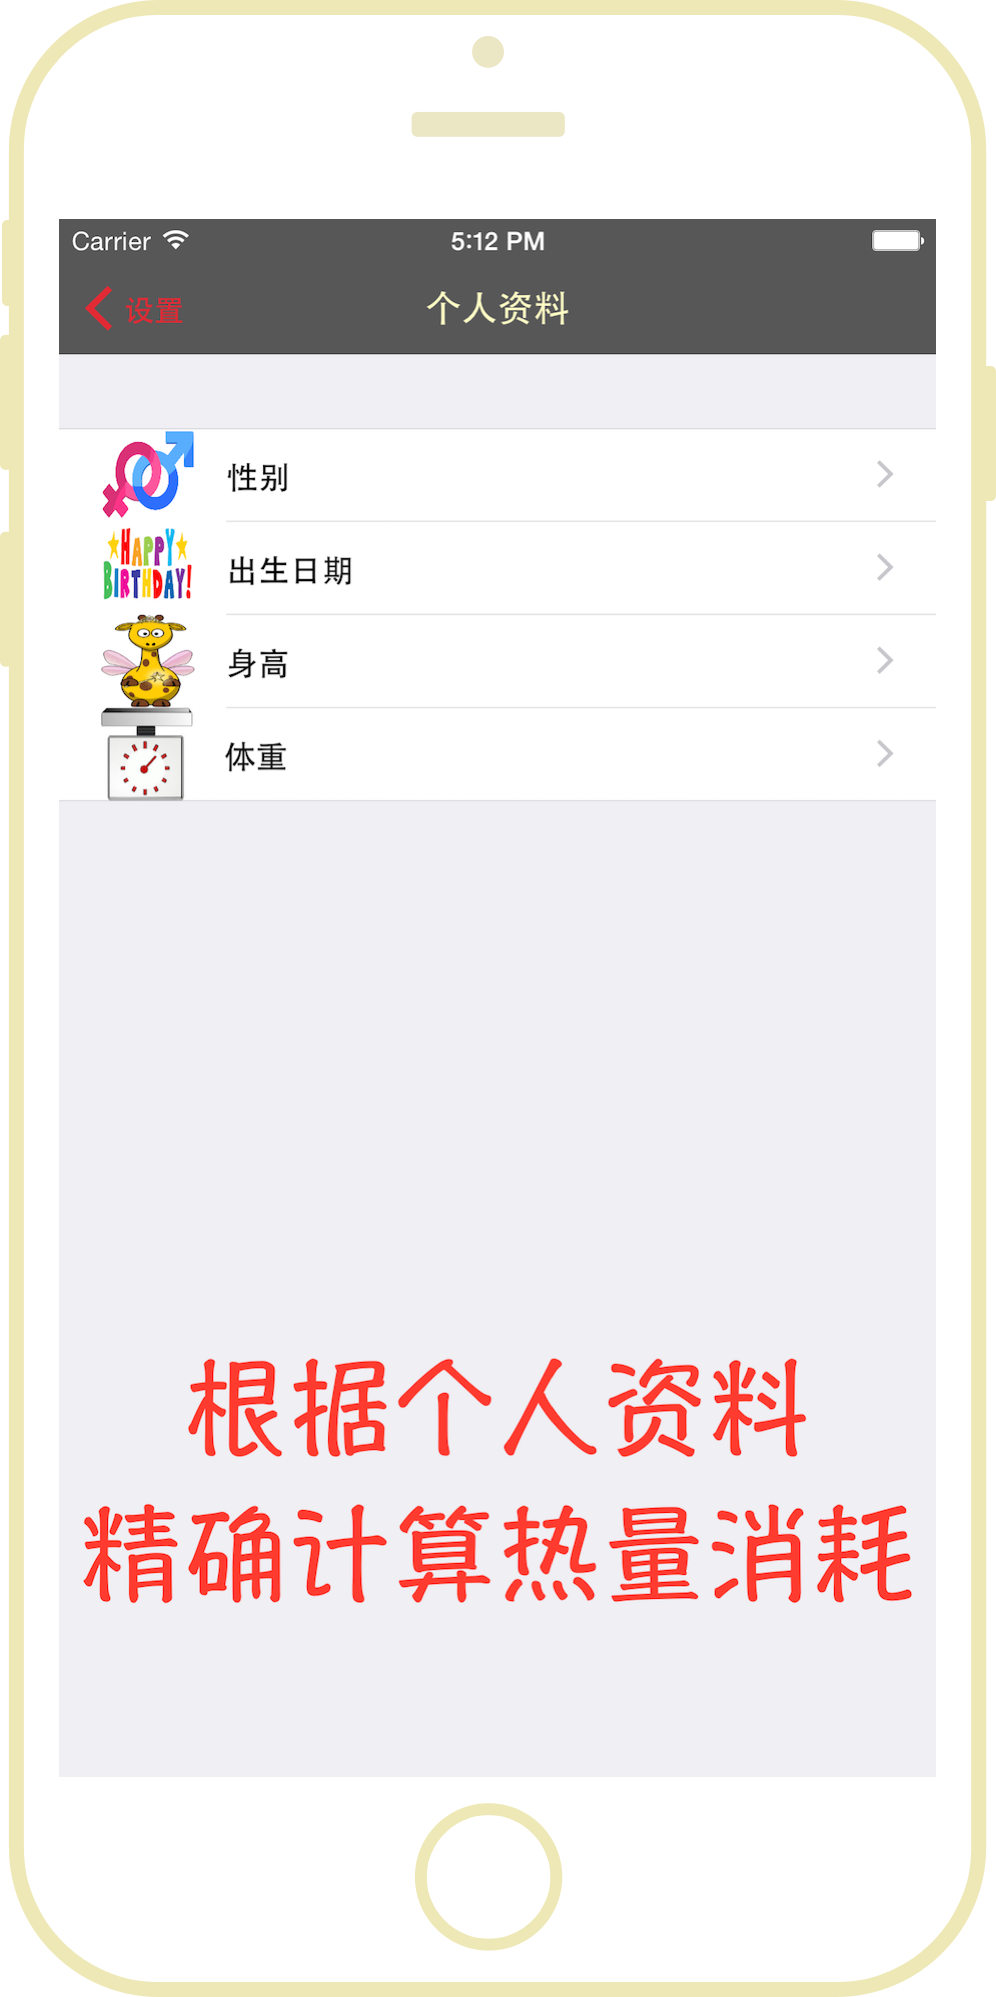 Carrier 5:12 PM
设置 个人资料
性别
HAPPY
BIRTHDAY!
出生日期
身高
体重
根据个人资料
精确计算热量消耗